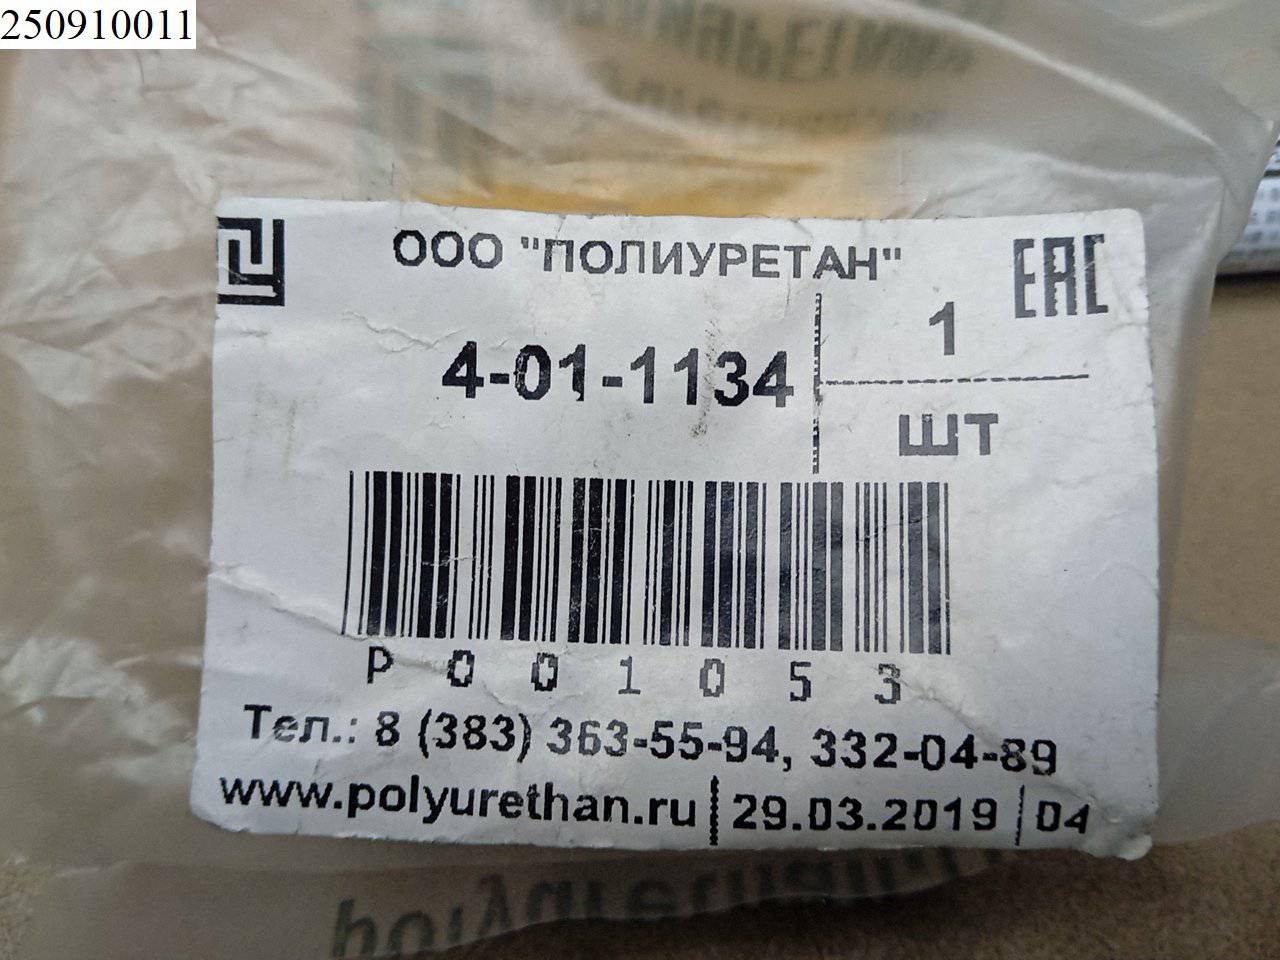 250910011
ООО "ПОЛИУРЕТАН"
EAC
4-01-1134
1
шт
P001053
Тел.: 8 (383) 363-55-94, 332-04-89
www.polyurethan.ru 29.03.2019 04